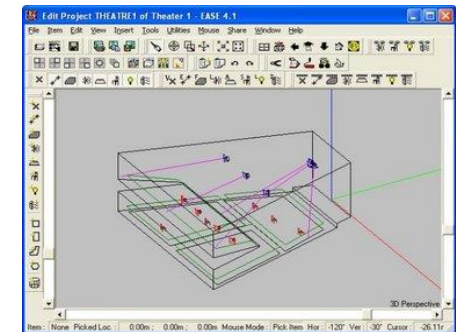 Edit Project THEATRE1 of Theater 1 - EASE 4.1
File Item Edit View Insert Tools Utilities Mouse Share Window Help
3D Perspective
Item : None Picked Loc. : 0.00m ; 0.00m ; 0.00m Mouse Mode : Pick Item Hor : -120° Ver : -30° Cursor : -26.11r